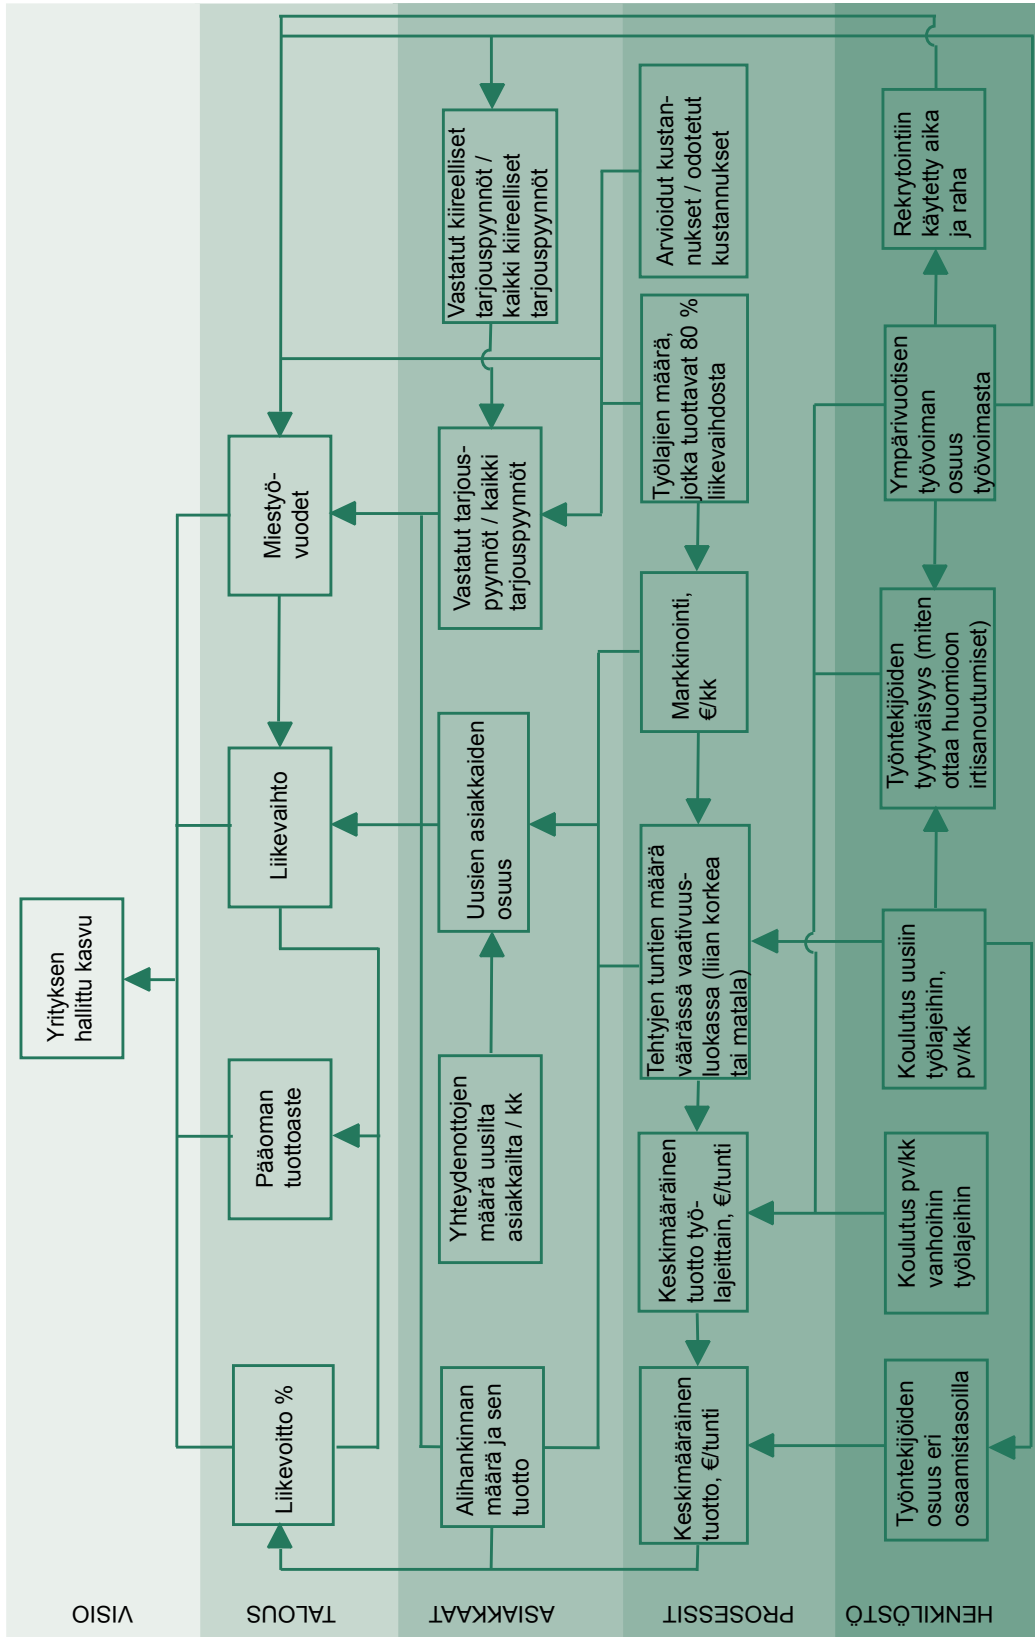 VISIO
Yrityksen
hallittu kasvu
TALOUS
Liikevoitto %
Pääoman
tuottoaste
Liikevaihto
Miestyö-
vuodet
ASIAKKAAT
Alihankinnan
määrä ja sen
tuotto
Yhteydenottojen
määrä uusilta
asiakkailta / kk
Uusien asiakkaiden
osuus
Vastatut tarjous-
pyynnöt / kaikki
tarjouspyynnöt
Vastatut kiireelliset
tarjouspyynnöt /
kaikki kiireelliset
tarjouspyynnöt
PROSESSIT
Keskimääräinen
tuotto, €/tunti
Keskimääräinen
tuotto työ-
lajeittain, €/tunti
Tehtyjen tuntien määrä
väärässä vaativuus-
luokassa (liian korkea
tai matala)
Markkinointi,
€/kk
Työlajien määrä,
jotka tuottavat 80 %
liikevaihdosta
Arvioidut kustan-
nukset / odotetut
kustannukset
HENKILÖSTÖ
Työntekijöiden
osuus eri
osaamistasoilla
Koulutus pv/kk
vanhoihin
työlajeihin
Koulutus uusiin
työlajeihin,
pv/kk
Työntekijöiden
tyytyväisyys (miten
ottaa huomioon
irtisanoutumiset)
Ympärivuotisen
työvoiman
osuus
työvoimasta
Rekrytointiin
käytetty aika
ja raha